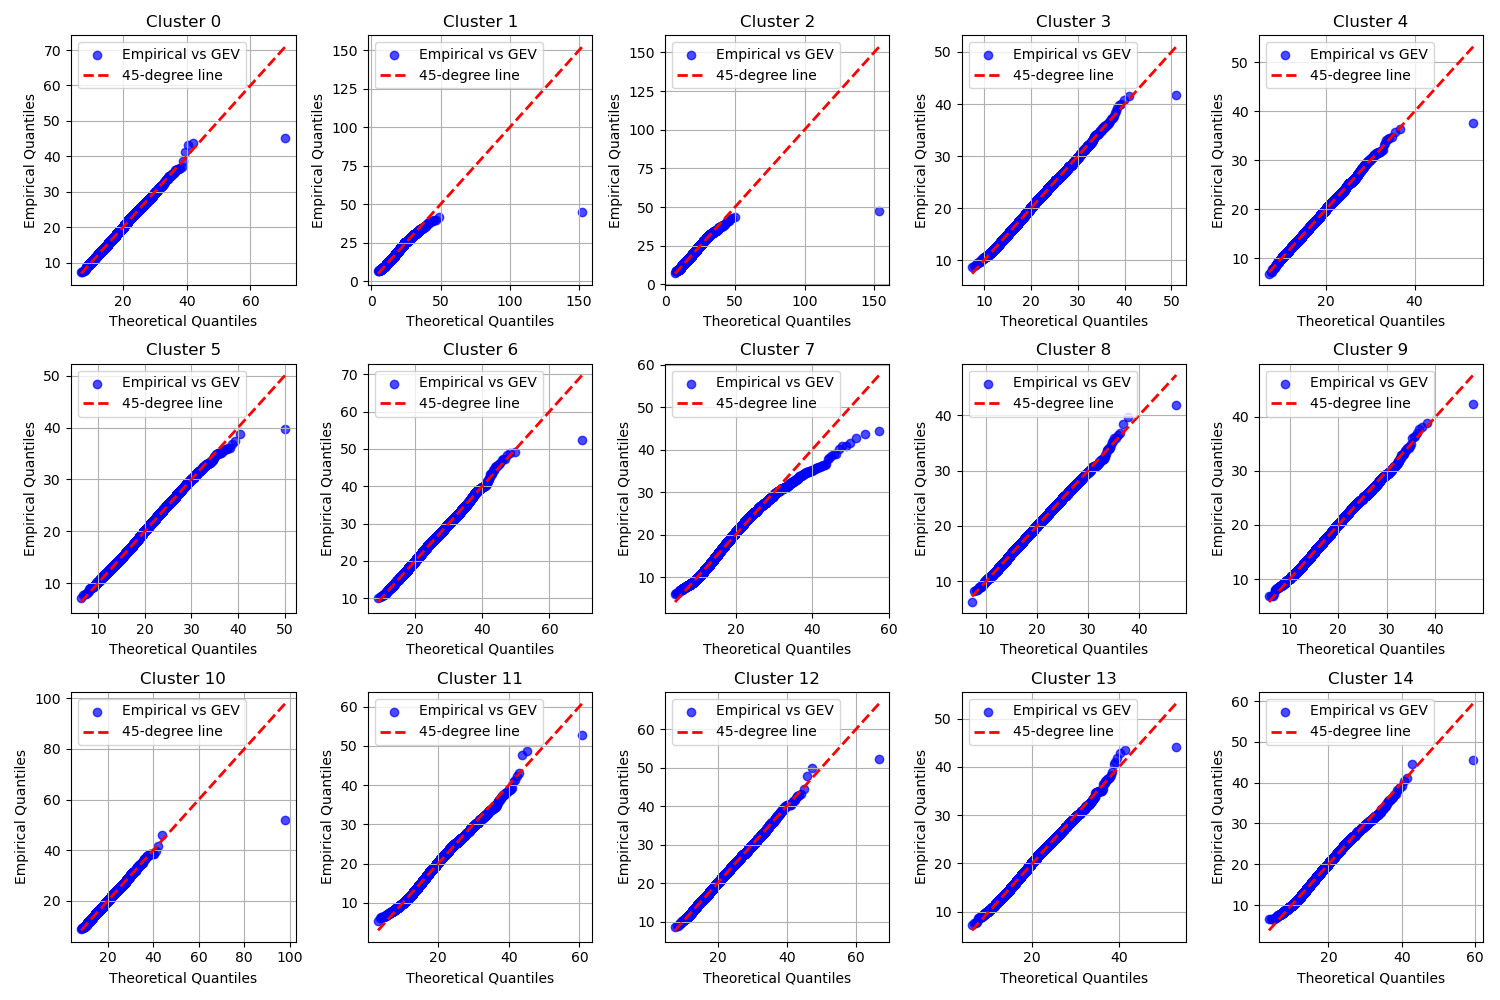 Cluster 0
Empirical vs GEV
45-degree line
70
60
50
40
30
20
10
Empirical Quantiles
20
40
60
Theoretical Quantiles
Cluster 1
Empirical vs GEV
45-degree line
150
125
100
75
50
25
0
Empirical Quantiles
0
50
100
150
Theoretical Quantiles
Cluster 2
Empirical vs GEV
45-degree line
150
125
100
75
50
25
0
Empirical Quantiles
0
50
100
150
Theoretical Quantiles
Cluster 3
Empirical vs GEV
45-degree line
50
40
30
20
10
Empirical Quantiles
10
20
30
40
50
Theoretical Quantiles
Cluster 4
Empirical vs GEV
45-degree line
50
40
30
20
10
Empirical Quantiles
20
40
Theoretical Quantiles
Cluster 5
Empirical vs GEV
45-degree line
50
40
30
20
10
Empirical Quantiles
10
20
30
40
50
Theoretical Quantiles
Cluster 6
Empirical vs GEV
45-degree line
70
60
50
40
30
20
10
Empirical Quantiles
20
40
60
Theoretical Quantiles
Cluster 7
Empirical vs GEV
45-degree line
60
50
40
30
20
10
Empirical Quantiles
20
40
60
Theoretical Quantiles
Cluster 8
Empirical vs GEV
45-degree line
40
30
20
10
Empirical Quantiles
10
20
30
40
Theoretical Quantiles
Cluster 9
Empirical vs GEV
45-degree line
40
30
20
10
Empirical Quantiles
10
20
30
40
Theoretical Quantiles
Cluster 10
Empirical vs GEV
45-degree line
100
80
60
40
20
Empirical Quantiles
20
40
60
80
100
Theoretical Quantiles
Cluster 11
Empirical vs GEV
45-degree line
60
50
40
30
20
10
Empirical Quantiles
20
40
60
Theoretical Quantiles
Cluster 12
Empirical vs GEV
45-degree line
60
50
40
30
20
10
Empirical Quantiles
20
40
60
Theoretical Quantiles
Cluster 13
Empirical vs GEV
45-degree line
50
40
30
20
10
Empirical Quantiles
20
40
Theoretical Quantiles
Cluster 14
Empirical vs GEV
45-degree line
60
50
40
30
20
10
Empirical Quantiles
20
40
60
Theoretical Quantiles